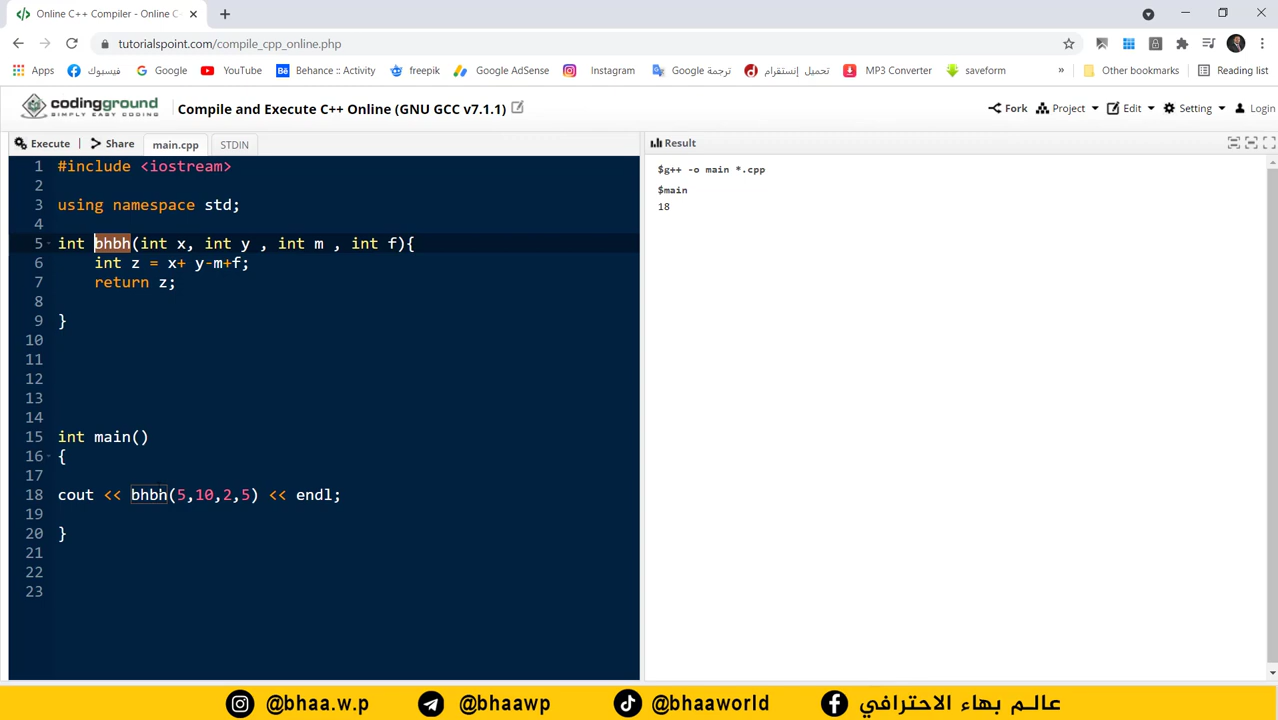 Online C++ Compiler - Online C
tutorialspoint.com/compile_cpp_online.php
Apps فيسبوك Google YouTube Behance :: Activity freepik Google AdSense Instagram ترجمة Google تحميل إنستقرام MP3 Converter saveform » Other bookmarks Reading list
codingground
SIMPLY EASY CODING
Compile and Execute C++ Online (GNU GCC v7.1.1)
Fork Project Edit Setting Login
Execute Share main.cpp STDIN
Result
1 #include <iostream>
2
3 using namespace std;
4
5 int bhbh(int x, int y , int m , int f){
6     int z = x+ y-m+f;
7     return z;
8
9 }
10
11
12
13
14
15 int main()
16 {
17
18 cout << bhbh(5,10,2,5) << endl;
19
20 }
21
22
23
$g++ -o main *.cpp
$main
18
@bhaa.w.p @bhaawp @bhaaworld عالم بهاء الاحترافي